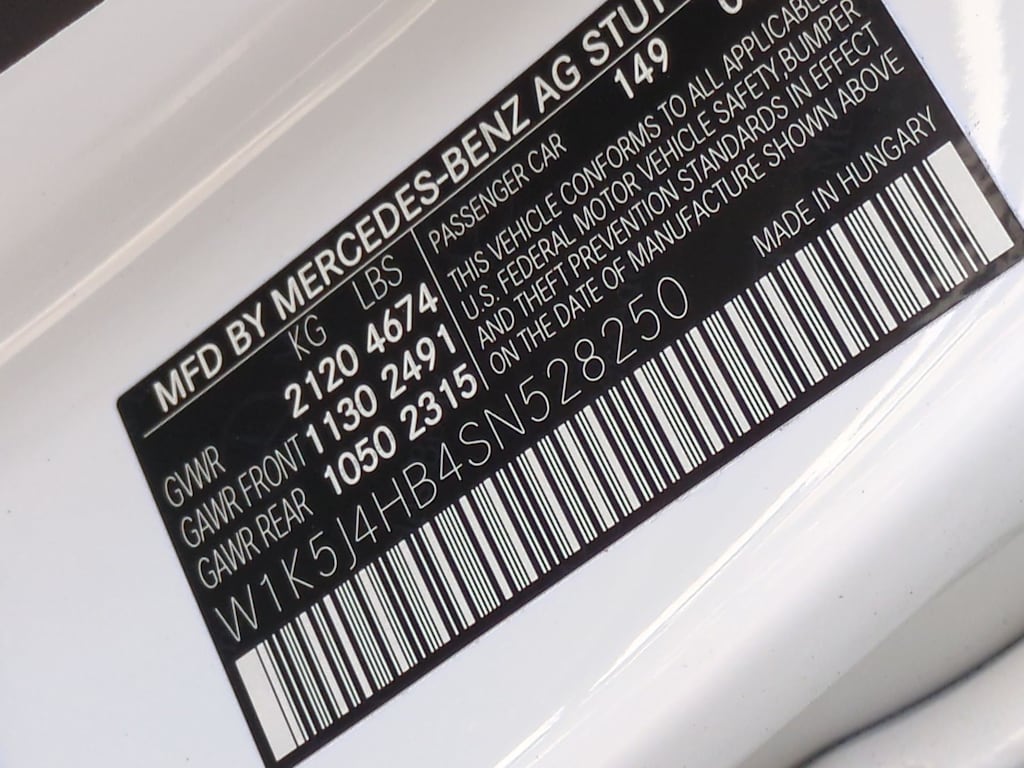 MFD BY MERCEDES-BENZ AG
KG LBS
GVWR 2120 4674
GAWR FRONT 1130 2491
GAWR REAR 1050 2315
PASSENGER CAR 149
THIS VEHICLE CONFORMS TO ALL APPLICABLE
U.S. FEDERAL MOTOR VEHICLE SAFETY,BUMPER
AND THEFT PREVENTION STANDARDS IN EFFECT
ON THE DATE OF MANUFACTURE SHOWN ABOVE
MADE IN HUNGARY
W1K5J4HB4SN528250